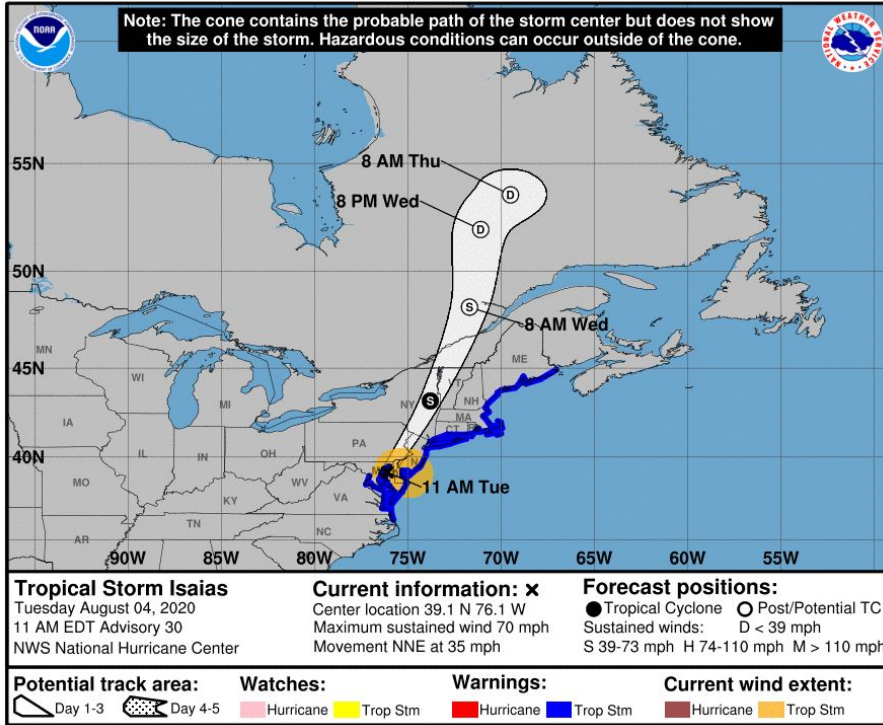 Note: The cone contains the probable path of the storm center but does not show
the size of the storm. Hazardous conditions can occur outside of the cone.
NOAA
NATIONAL WEATHER SERVICE
55N
8 AM Thu
D
8 PM Wed
D
50N
S
8 AM Wed
MN
45N
WI
MI
ME
VT
NH
NY
S
MA
CT
IA
PA
40N
IL
IN
OH
11 AM Tue
MO
WV
VA
KY
TN
NC
AR
90W
85W
80W
75W
70W
65W
60W
55W
Tropical Storm Isaias
Tuesday August 04, 2020
11 AM EDT Advisory 30
NWS National Hurricane Center
Current information: ×
Center location 39.1 N 76.1 W
Maximum sustained wind 70 mph
Movement NNE at 35 mph
Forecast positions:
Tropical Cyclone Post/Potential TC
Sustained winds: D < 39 mph
S 39-73 mph H 74-110 mph M > 110 mph
Potential track area:
Day 1-3 Day 4-5
Watches:
Hurricane Trop Stm
Warnings:
Hurricane Trop Stm
Current wind extent:
Hurricane Trop Stm